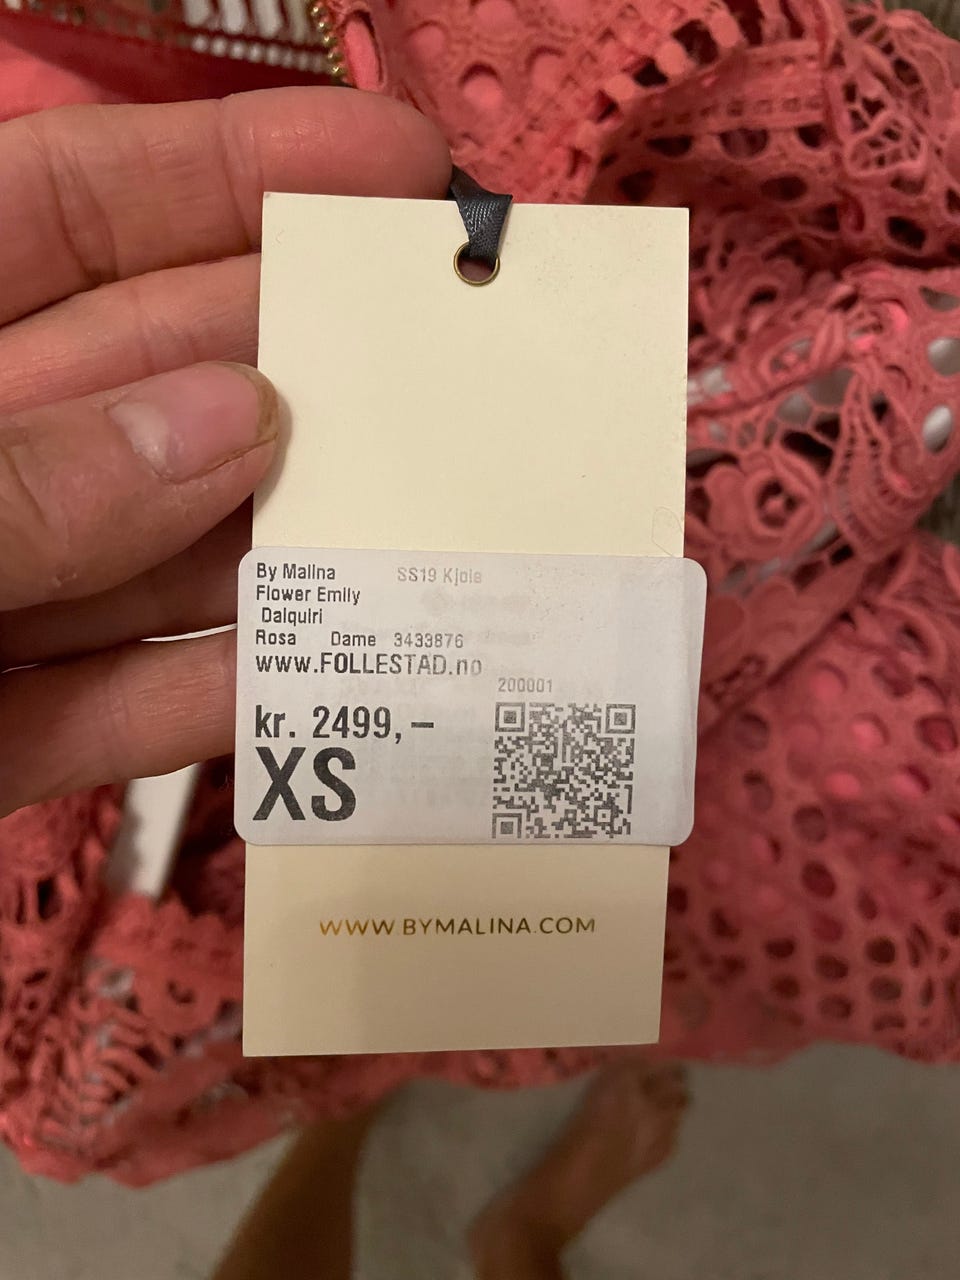 By Malina SS19 Kjole
Flower Emily
Daiquiri
Rosa Dame 3433876
www.FOLLESTAD.no
200001
kr. 2499,–
XS
WWW.BYMALINA.COM